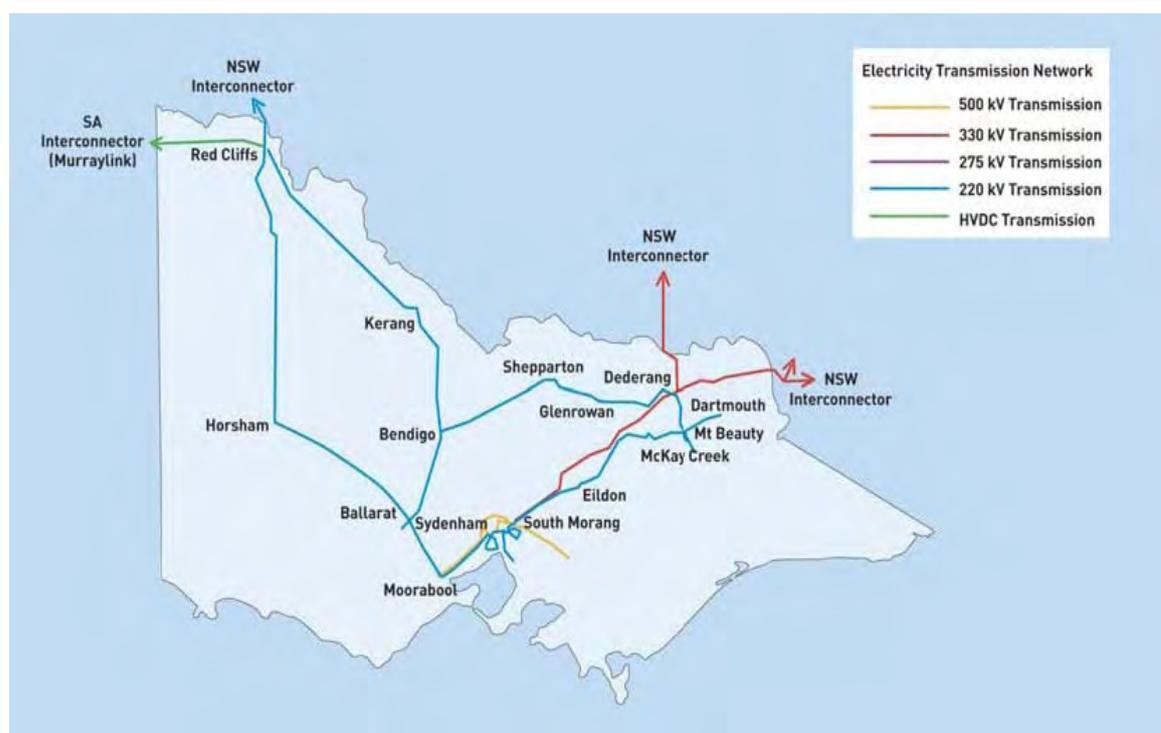 NSW
Interconnector
SA
Interconnector
(Murraylink)
Red Cliffs
Electricity Transmission Network
500 kV Transmission
330 kV Transmission
275 kV Transmission
220 kV Transmission
HVDC Transmission
NSW
Interconnector
Kerang
Shepparton
Dederang
NSW
Interconnector
Glenrowan
Dartmouth
Horsham
Bendigo
Mt Beauty
McKay Creek
Eildon
Ballarat
Sydenham
South Morang
Moorabool